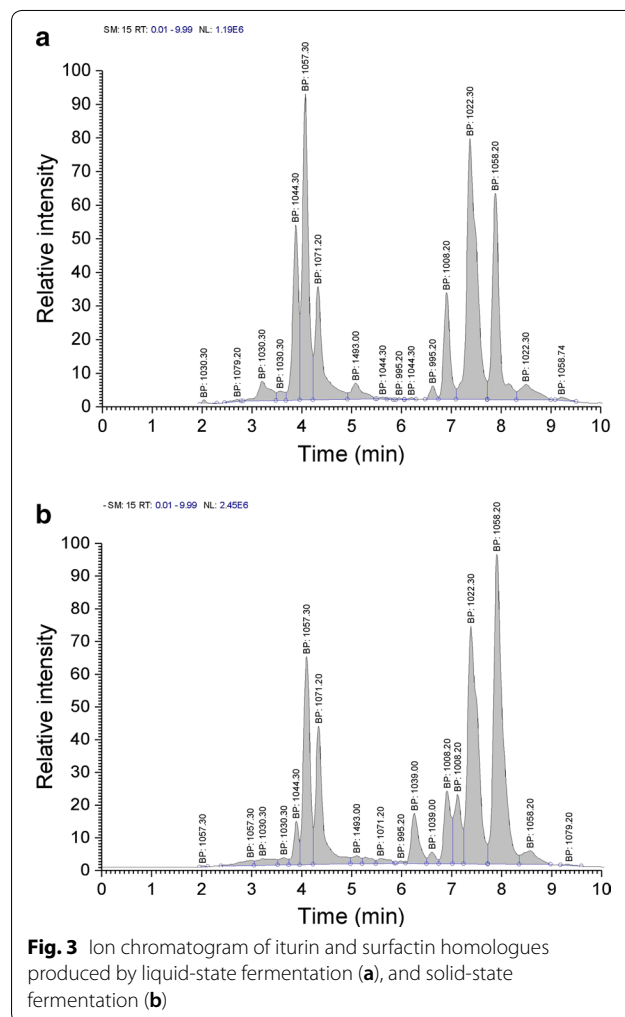 a
SM: 15 RT: 0.01 - 9.99 NL: 1.19E6
100
90
80
70
60
50
40
30
20
10
0
Relative intensity
BP: 1030.30
BP: 1079.20
BP: 1030.30
BP: 1030.30
BP: 1044.30
BP: 1057.30
BP: 1071.20
BP: 1493.00
BP: 1044.30
BP: 995.20
BP: 1044.30
BP: 995.20
BP: 1008.20
BP: 1022.30
BP: 1058.20
BP: 1022.30
BP: 1058.74
0 1 2 3 4 5 6 7 8 9 10
Time (min)
b
- SM: 15 RT: 0.01 - 9.99 NL: 2.45E6
100
90
80
70
60
50
40
30
20
10
0
Relative intensity
BP: 1057.30
BP: 1057.30
BP: 1030.30
BP: 1030.30
BP: 1044.30
BP: 1057.30
BP: 1071.20
BP: 1493.00
BP: 1071.20
BP: 995.20
BP: 1039.00
BP: 1039.00
BP: 1008.20
BP: 1008.20
BP: 1022.30
BP: 1058.20
BP: 1058.20
BP: 1079.20
0 1 2 3 4 5 6 7 8 9 10
Time (min)
Fig. 3 Ion chromatogram of iturin and surfactin homologues
produced by liquid-state fermentation (a), and solid-state
fermentation (b)